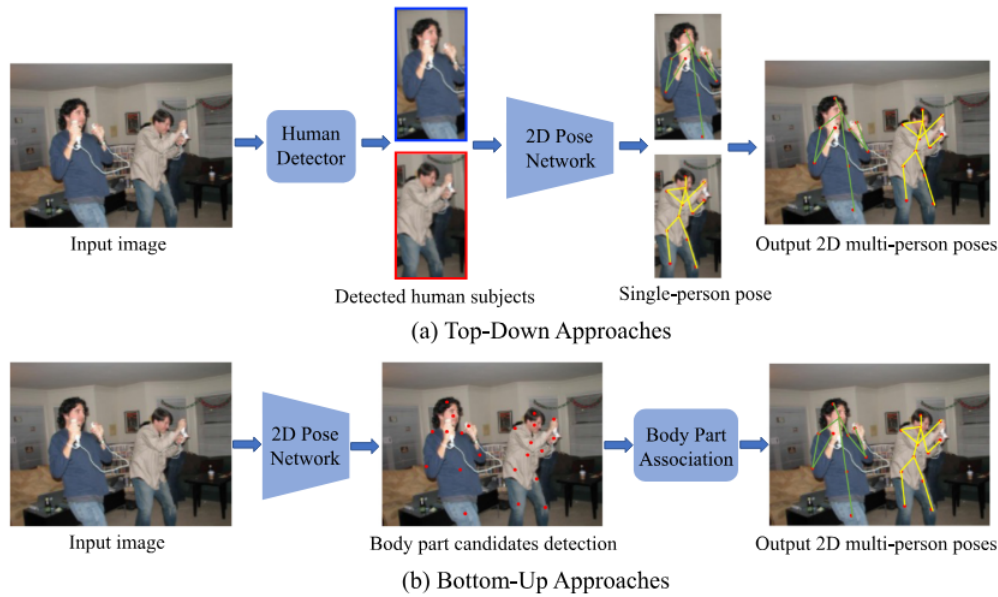 Input image
Human
Detector
Detected human subjects
2D Pose
Network
Single-person pose
Output 2D multi-person poses
(a) Top-Down Approaches
Input image
2D Pose
Network
Body part candidates detection
Body Part
Association
Output 2D multi-person poses
(b) Bottom-Up Approaches